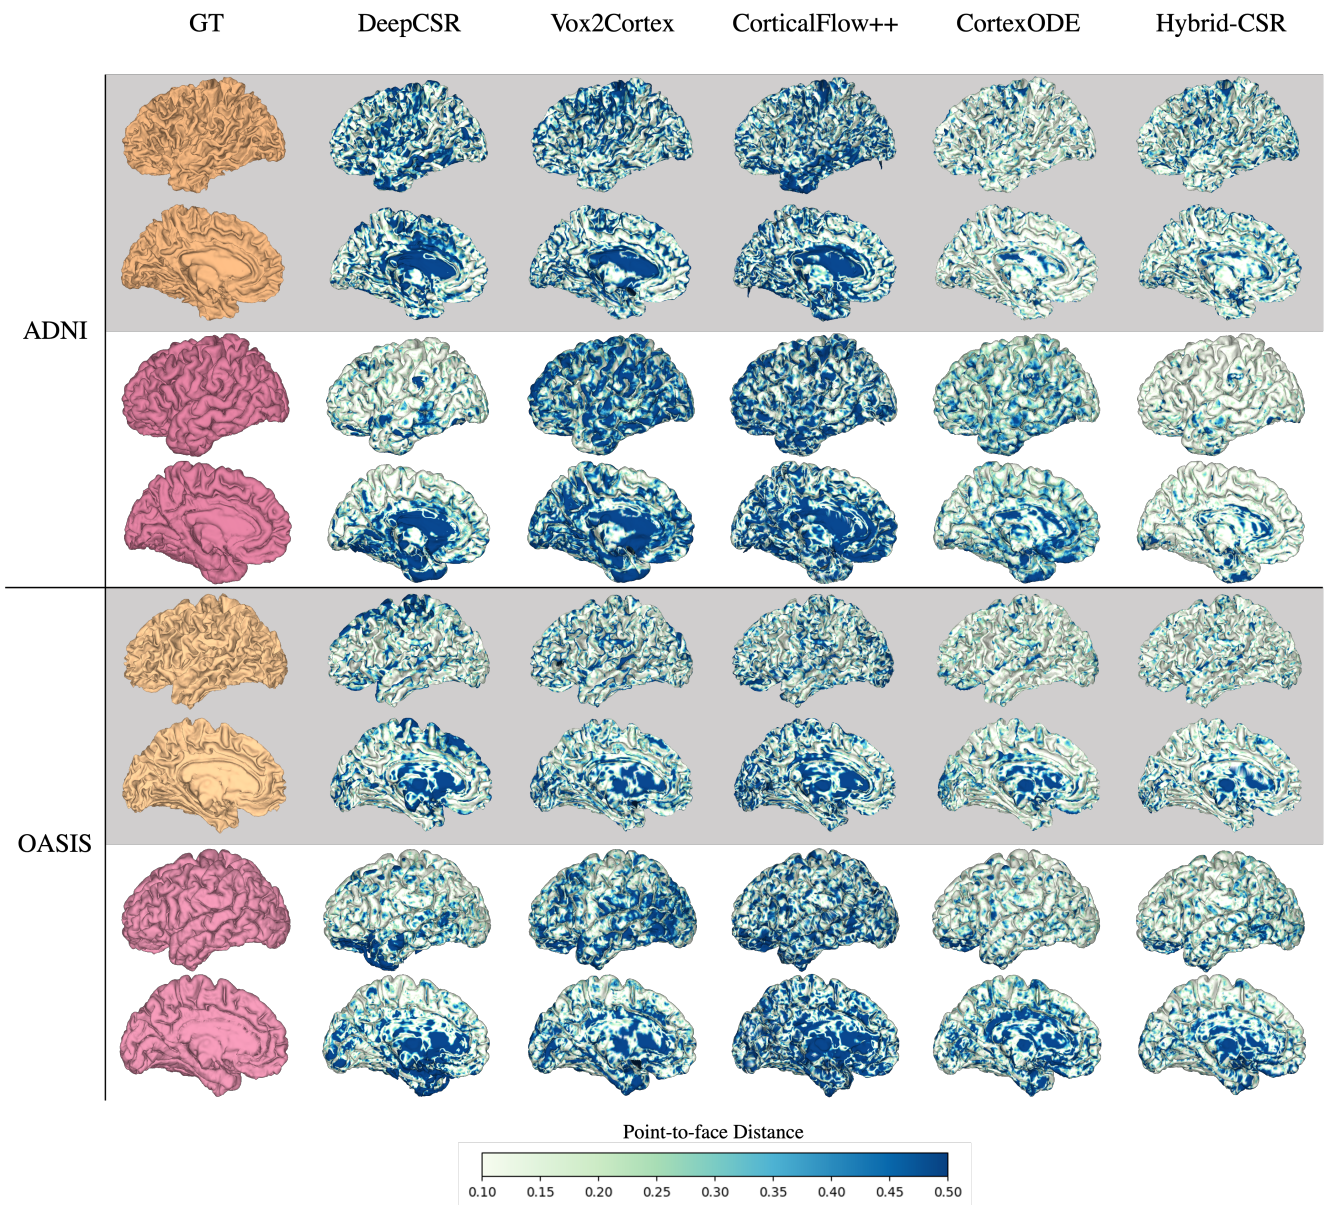 GT DeepCSR Vox2Cortex CorticalFlow++ CortexODE Hybrid-CSR
ADNI
OASIS
Point-to-face Distance
0.10 0.15 0.20 0.25 0.30 0.35 0.40 0.45 0.50